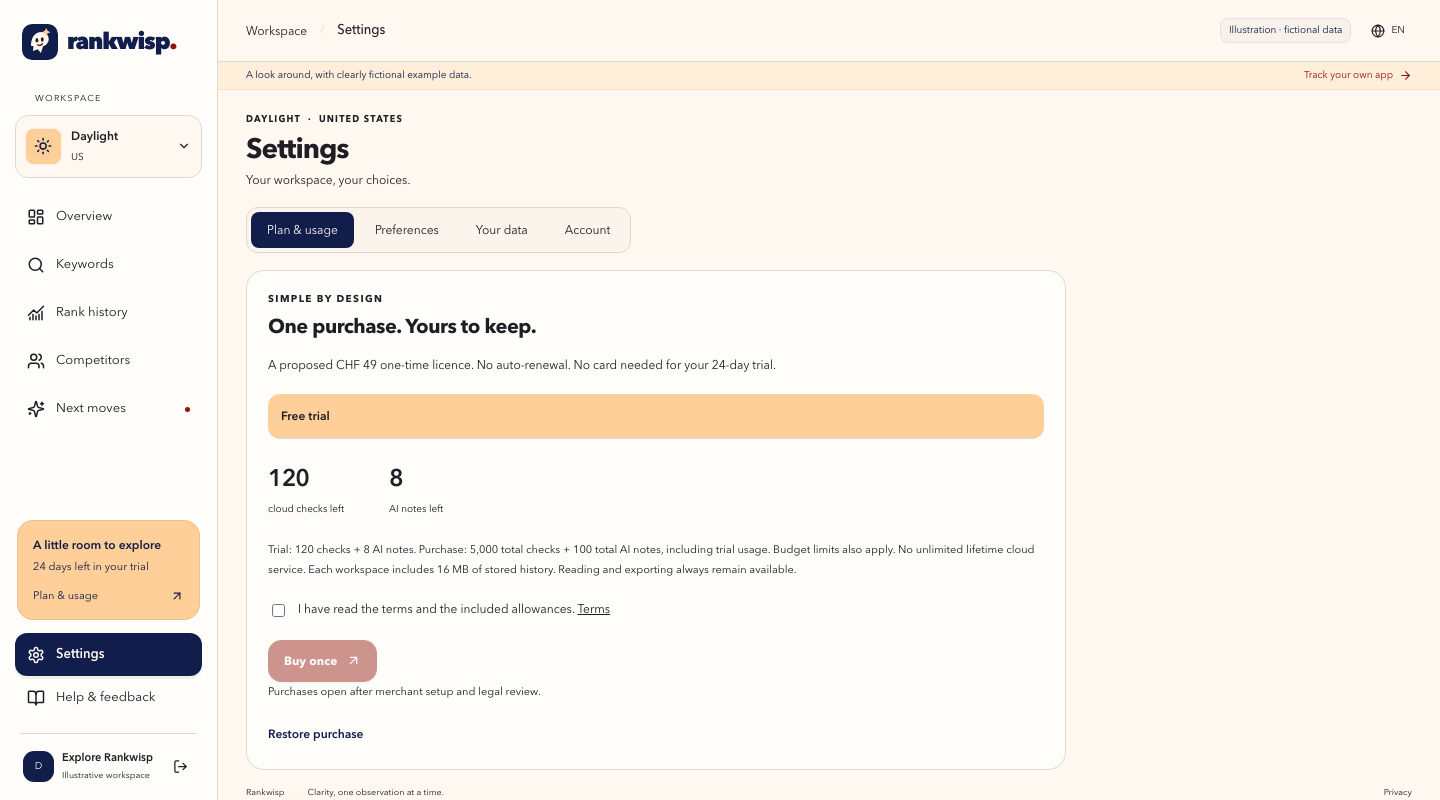 rankwisp.
WORKSPACE
Daylight
US
Overview
Keywords
Rank history
Competitors
Next moves
A little room to explore
24 days left in your trial
Plan & usage
Settings
Help & feedback
D
Explore Rankwisp
Illustrative workspace
Workspace / Settings
Illustration · fictional data
EN
A look around, with clearly fictional example data.
Track your own app
DAYLIGHT · UNITED STATES
Settings
Your workspace, your choices.
Plan & usage
Preferences
Your data
Account
SIMPLE BY DESIGN
One purchase. Yours to keep.
A proposed CHF 49 one-time licence. No auto-renewal. No card needed for your 24-day trial.
Free trial
120
cloud checks left
8
AI notes left
Trial: 120 checks + 8 AI notes. Purchase: 5,000 total checks + 100 total AI notes, including trial usage. Budget limits also apply. No unlimited lifetime cloud
service. Each workspace includes 16 MB of stored history. Reading and exporting always remain available.
I have read the terms and the included allowances. Terms
Buy once
Purchases open after merchant setup and legal review.
Restore purchase
Rankwisp · Clarity, one observation at a time.
Privacy